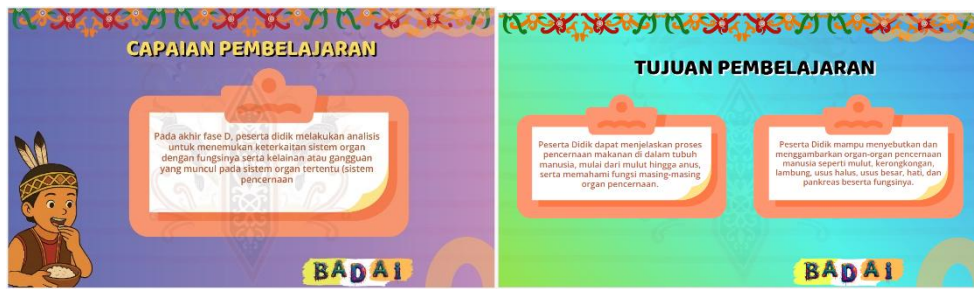 CAPAIAN PEMBELAJARAN
Pada akhir fase D, peserta didik melakukan analisis
untuk menemukan keterkaitan sistem organ
dengan fungsinya serta kelainan atau gangguan
yang muncul pada sistem organ tertentu (sistem
pencernaan
BADAI
TUJUAN PEMBELAJARAN
Peserta Didik dapat menjelaskan proses
pencernaan makanan di dalam tubuh
manusia, mulai dari mulut hingga anus,
serta memahami fungsi masing-masing
organ pencernaan.
Peserta Didik mampu menyebutkan dan
menggambarkan organ-organ pencernaan
manusia seperti mulut, kerongkongan,
lambung, usus halus, usus besar, hati, dan
pankreas beserta fungsinya.
BADAI